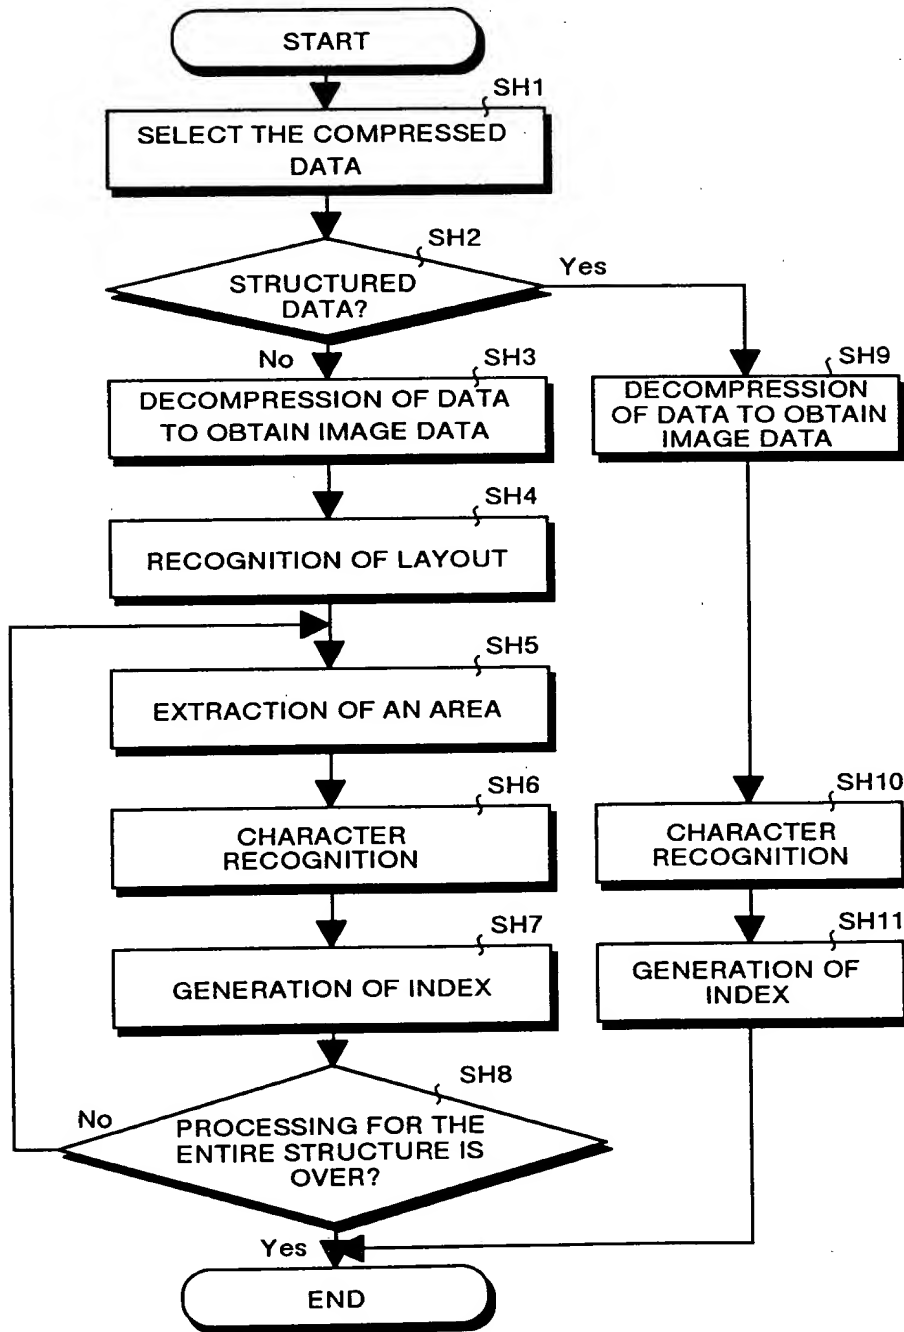 START
SH1
SELECT THE COMPRESSED
DATA
SH2
STRUCTURED
DATA?
Yes
No
SH3
DECOMPRESSION OF DATA
TO OBTAIN IMAGE DATA
SH9
DECOMPRESSION
OF DATA TO OBTAIN
IMAGE DATA
SH4
RECOGNITION OF LAYOUT
SH5
EXTRACTION OF AN AREA
SH6
CHARACTER
RECOGNITION
SH10
CHARACTER
RECOGNITION
SH7
GENERATION OF INDEX
SH11
GENERATION OF
INDEX
SH8
No
PROCESSING FOR THE
ENTIRE STRUCTURE IS
OVER?
Yes
END